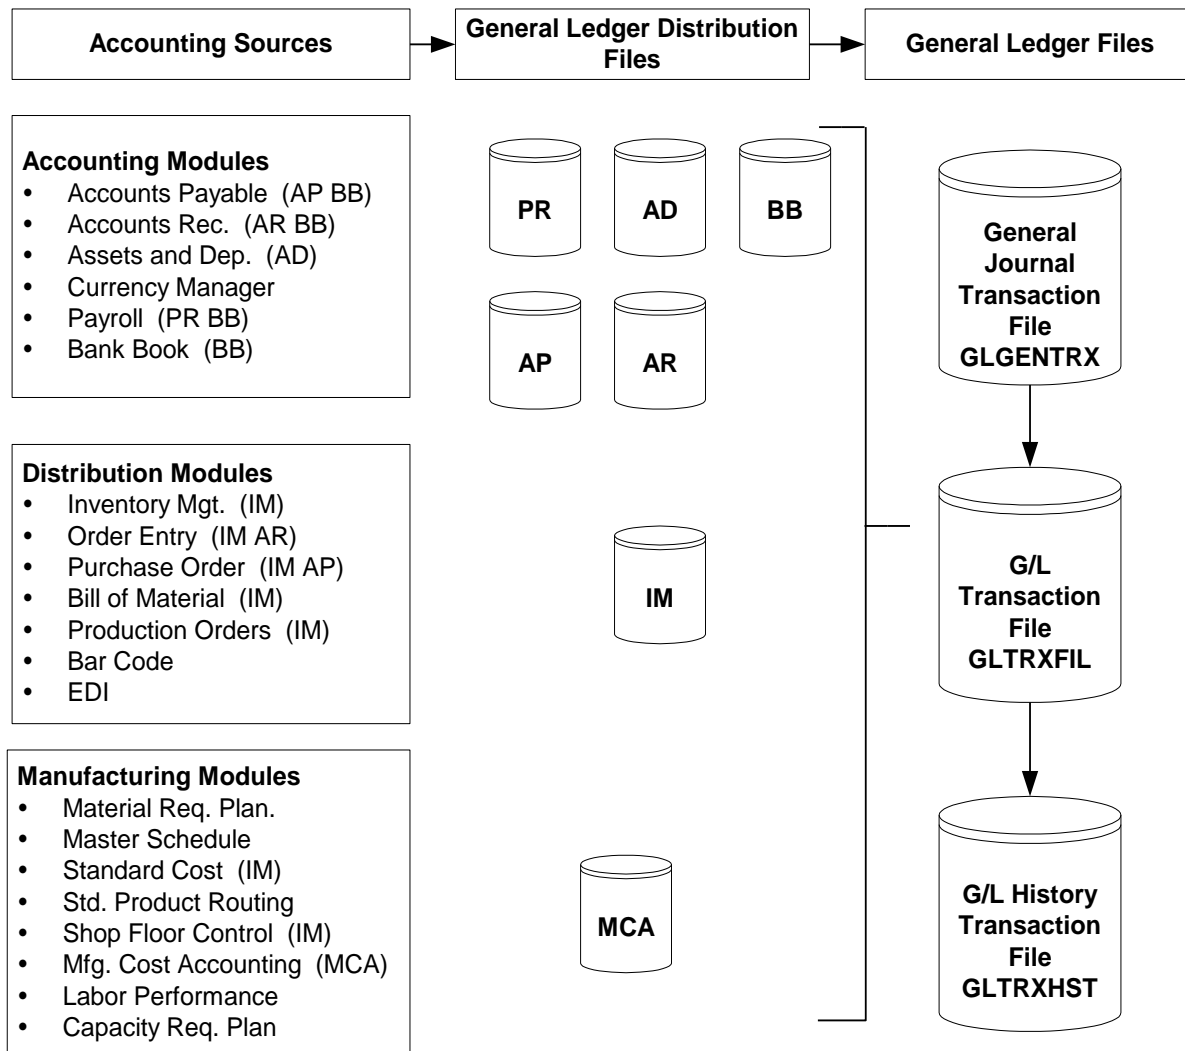 Accounting Sources
General Ledger Distribution
Files
General Ledger Files
Accounting Modules
• Accounts Payable (AP BB)
• Accounts Rec. (AR BB)
• Assets and Dep. (AD)
• Currency Manager
• Payroll (PR BB)
• Bank Book (BB)
PR
AD
BB
AP
AR
General
Journal
Transaction
File
GLGENTRX
Distribution Modules
• Inventory Mgt. (IM)
• Order Entry (IM AR)
• Purchase Order (IM AP)
• Bill of Material (IM)
• Production Orders (IM)
• Bar Code
• EDI
IM
G/L
Transaction
File
GLTRXFIL
Manufacturing Modules
• Material Req. Plan.
• Master Schedule
• Standard Cost (IM)
• Std. Product Routing
• Shop Floor Control (IM)
• Mfg. Cost Accounting (MCA)
• Labor Performance
• Capacity Req. Plan
MCA
G/L History
Transaction
File
GLTRXHST